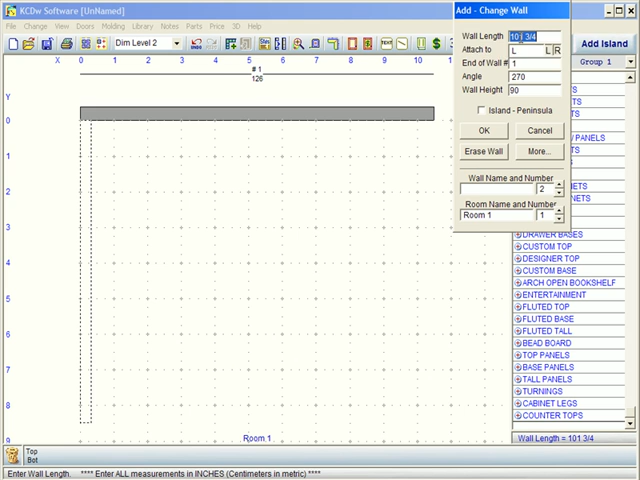 KCDw Software [UnNamed]
File Edit View Doors Molding Library Notes Parts Order Setup
Dim Level 2
Add - Change Wall
Wall Length 101 3/4
Attach to L L R
End of Wall # 1
Angle 270
Wall Height 90
Island - Peninsula
OK Cancel
Erase Wall More...
Wall Name and Number
2
Room Name and Number
Room 1 1
Add Island
Group 1
X 0 1 2 3 4 5 6 7 8 9 10
# 1
126
Y
0
1
2
3
4
5
6
7
8
9
Room 1
/ PANELS
DRAWER BASES
CUSTOM TOP
DESIGNER TOP
CUSTOM BASE
ARCH OPEN BOOKSHELF
ENTERTAINMENT
FLUTED TOP
FLUTED BASE
FLUTED TALL
BEAD BOARD
TOP PANELS
BASE PANELS
TALL PANELS
TURNINGS
CABINET LEGS
COUNTER TOPS
Wall Length = 101 3/4
Top
Bot
Enter Wall Length. **** Enter ALL measurements in INCHES (Centimeters in metric) ****